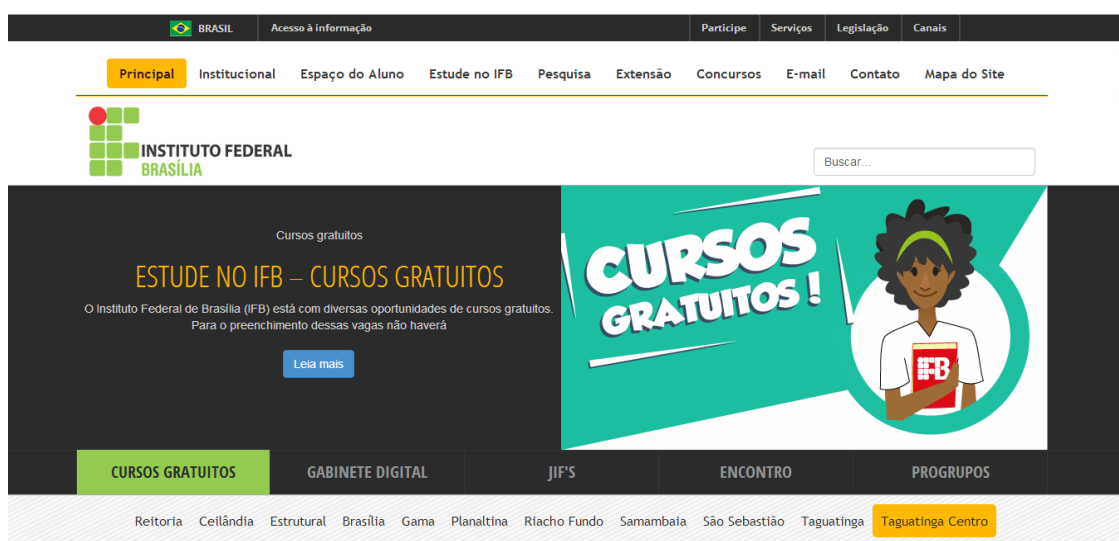 BRASIL Acesso à informação Participe Serviços Legislação Canais
Principal Institucional Espaço do Aluno Estude no IFB Pesquisa Extensão Concursos E-mail Contato Mapa do Site
INSTITUTO FEDERAL
BRASÍLIA
Buscar...
Cursos gratuitos
ESTUDE NO IFB – CURSOS GRATUITOS
O Instituto Federal de Brasília (IFB) está com diversas oportunidades de cursos gratuitos.
Para o preenchimento dessas vagas não haverá
Leia mais
CURSOS
GRATUITOS!
IFB
CURSOS GRATUITOS GABINETE DIGITAL JIF'S ENCONTRO PROGRUPOS
Reitoria Ceilândia Estrutural Brasília Gama Planaltina Riacho Fundo Samambaia São Sebastião Taguatinga Taguatinga Centro